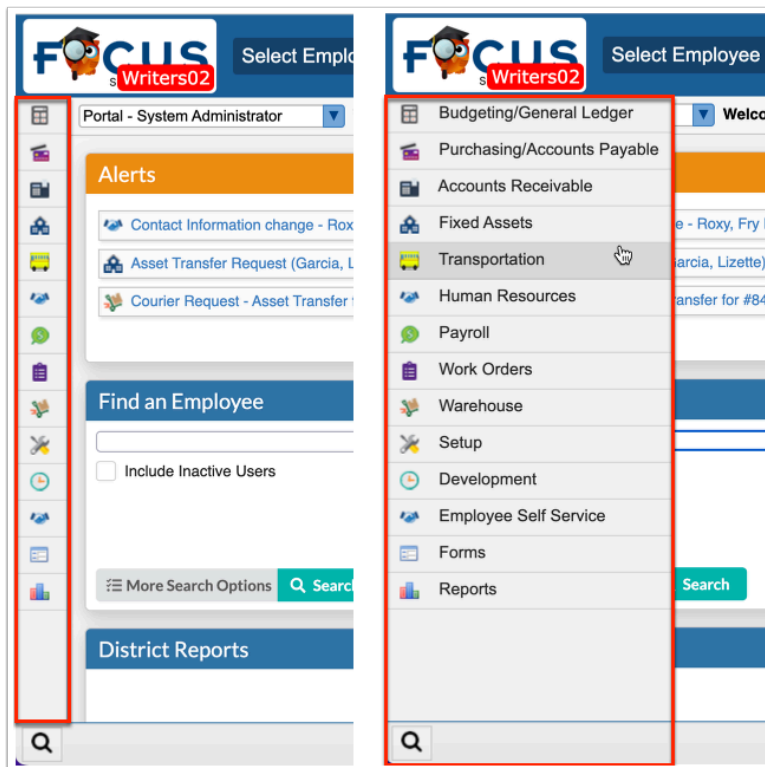 FOCUS
Writers02
Select Emplo
Portal - System Administrator
Alerts
Contact Information change - Rox
Asset Transfer Request (Garcia, L
Courier Request - Asset Transfer
Find an Employee
Include Inactive Users
More Search Options
Searc
District Reports
FOCUS
Writers02
Select Employee
Welco
Budgeting/General Ledger
Purchasing/Accounts Payable
Accounts Receivable
Fixed Assets
e - Roxy, Fry
Transportation
arcia, Lizette)
Human Resources
ansfer for #84
Payroll
Work Orders
Warehouse
Setup
Development
Employee Self Service
Forms
Reports
Search